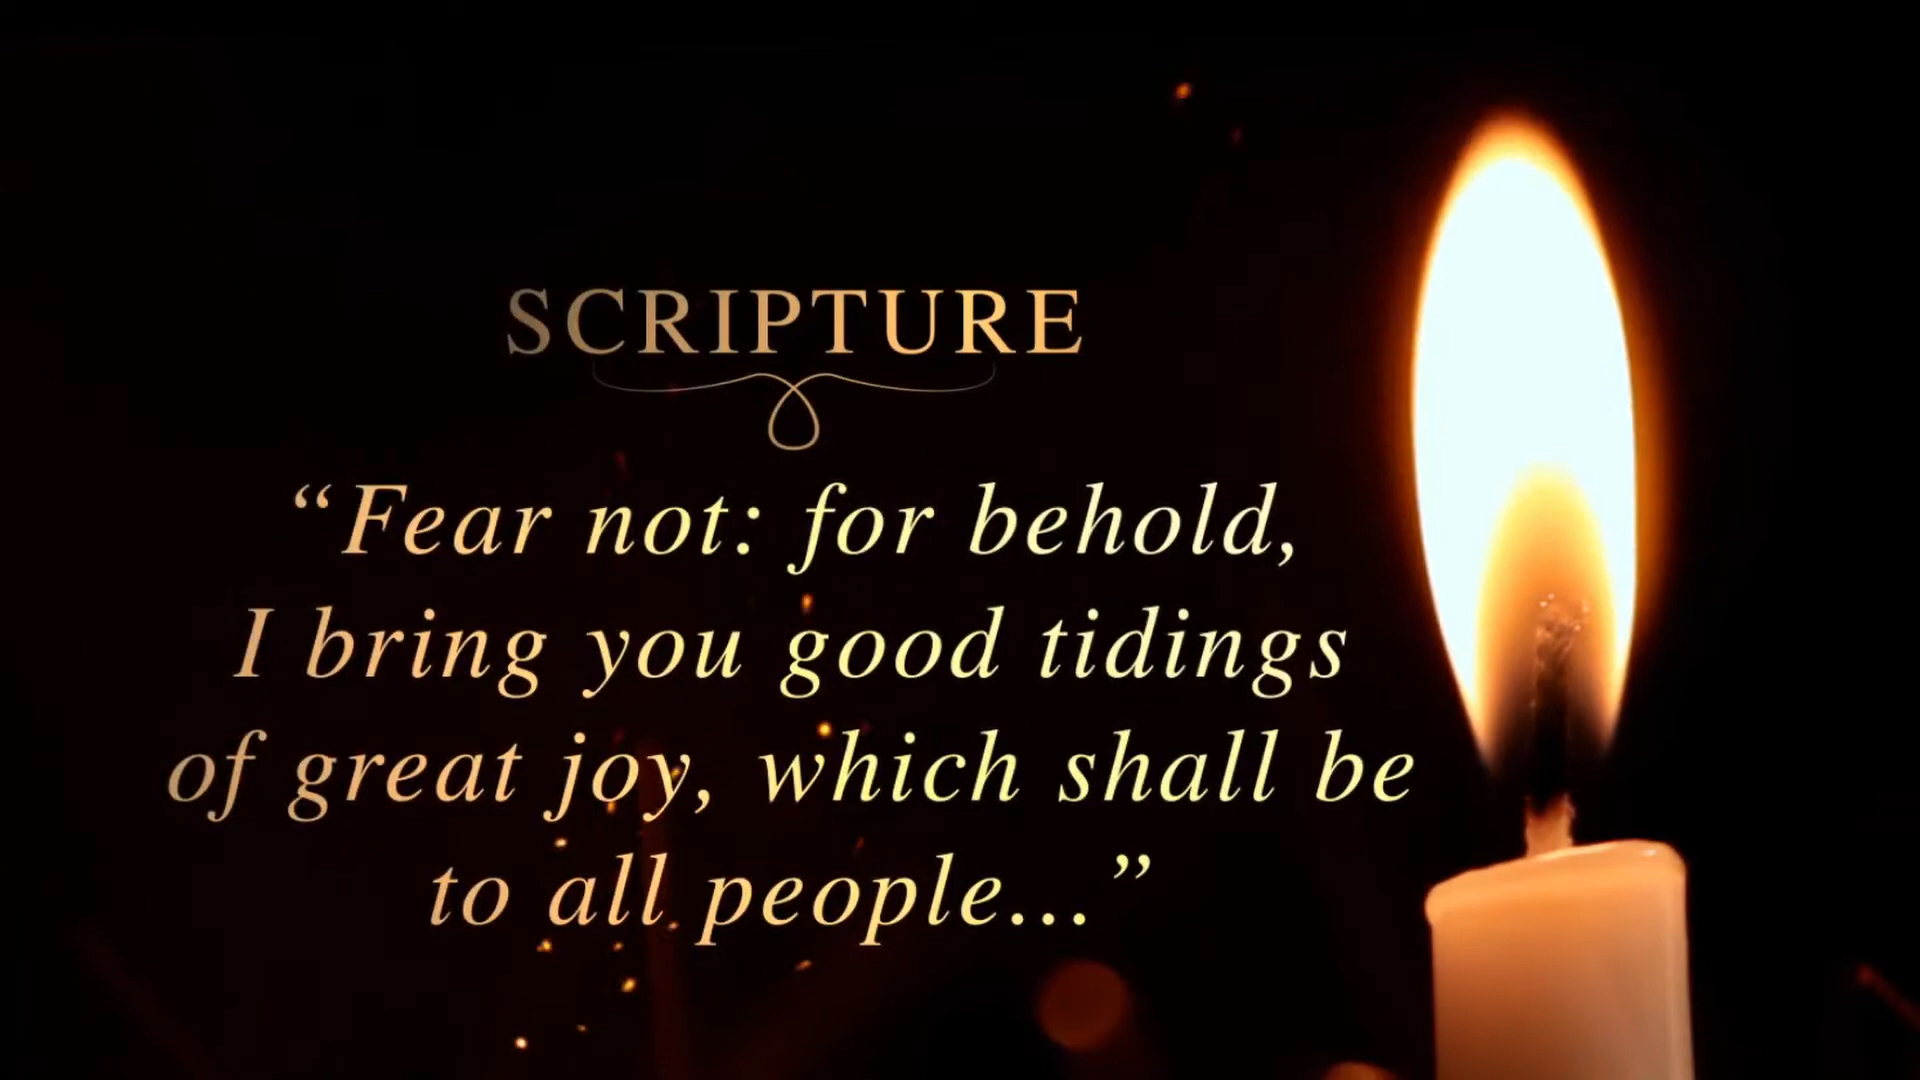 SCRIPTURE
“Fear not: for behold,
I bring you good tidings
of great joy, which shall be
to all people...”